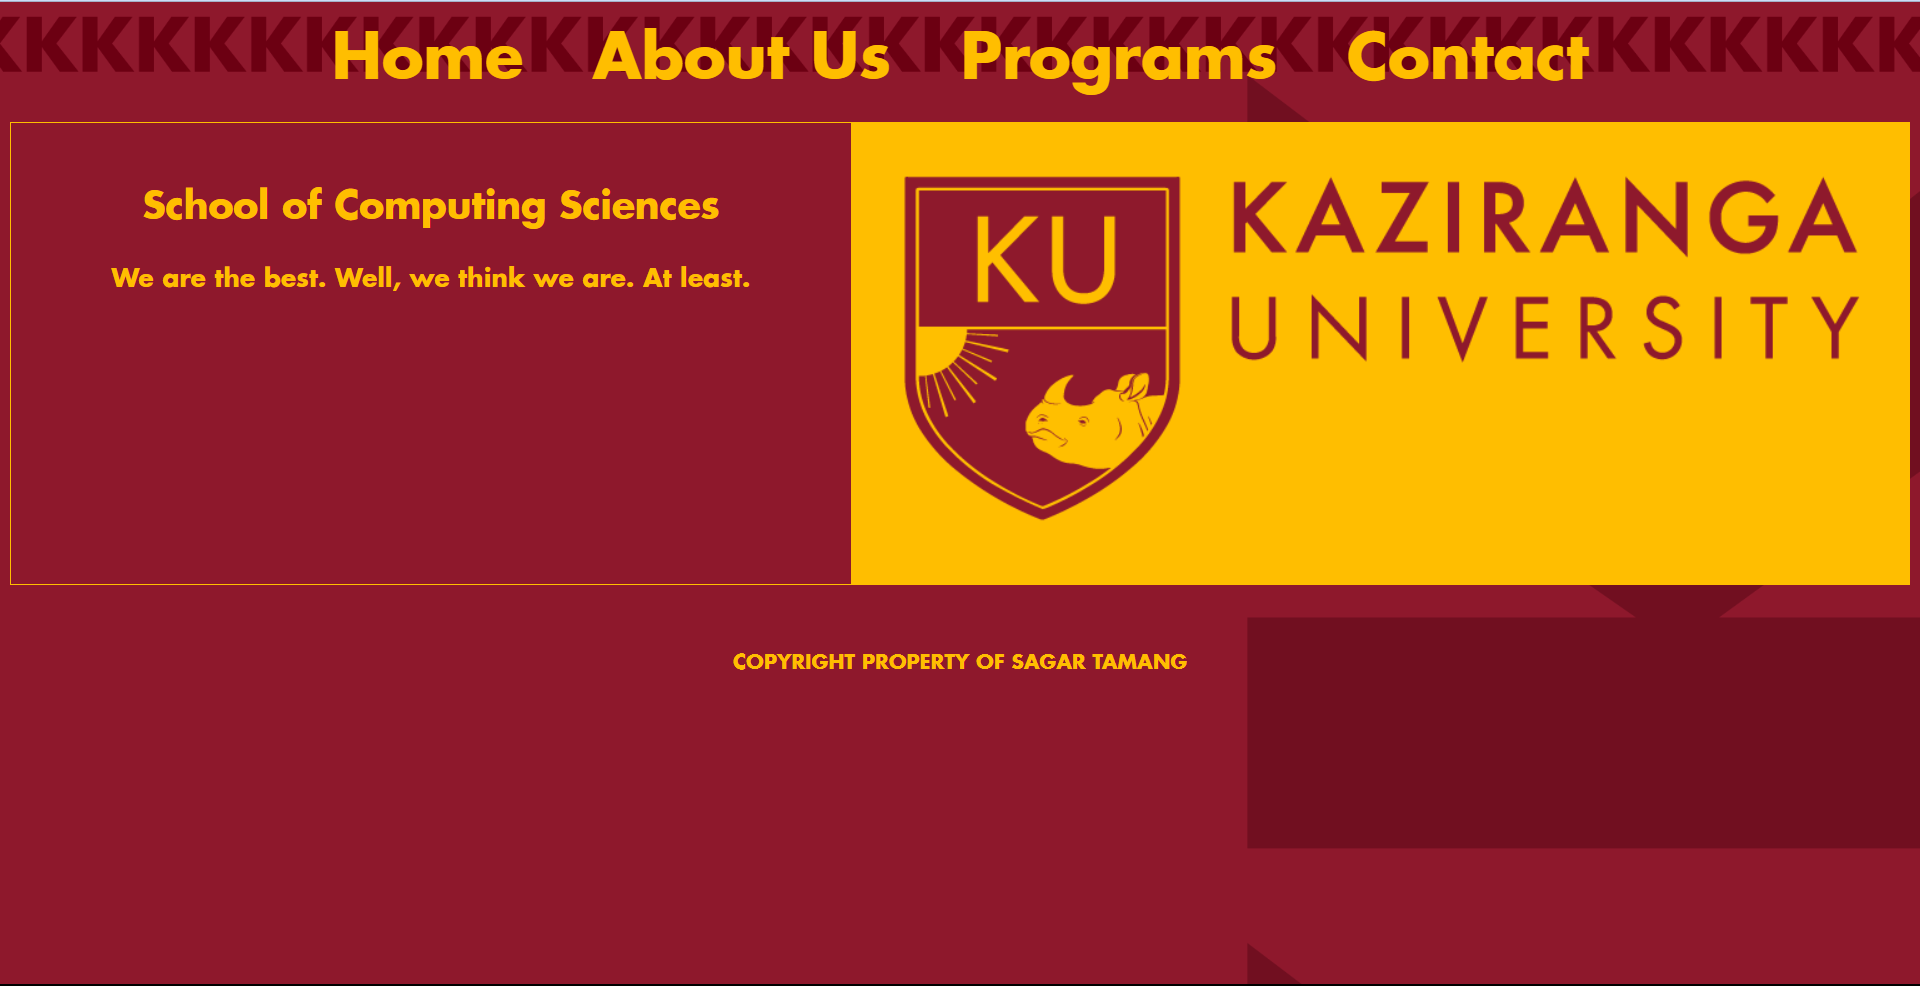 Home About Us Programs Contact
School of Computing Sciences
We are the best. Well, we think we are. At least.
KU
KAZIRANGA
UNIVERSITY
COPYRIGHT PROPERTY OF SAGAR TAMANG